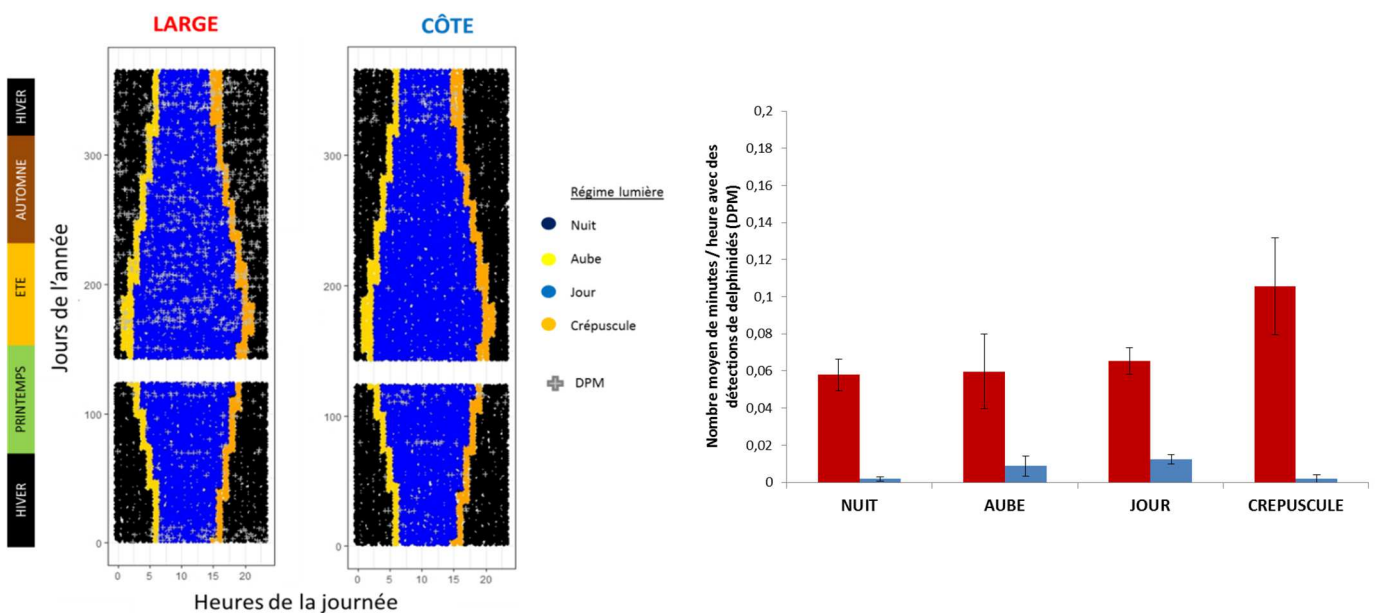 LARGE
CÔTE
HIVER
AUTOMNE
ETE
PRINTEMPS
HIVER
Jours de l'année
300
200
100
0
0 5 10 15 20
300
200
100
0
0 5 10 15 20
Heures de la journée
Régime lumière
Nuit
Aube
Jour
Crépuscule
DPM
Nombre moyen de minutes / heure avec des
détections de delphinidés (DPM)
0,2
0,18
0,16
0,14
0,12
0,1
0,08
0,06
0,04
0,02
0
NUIT AUBE JOUR CREPUSCULE